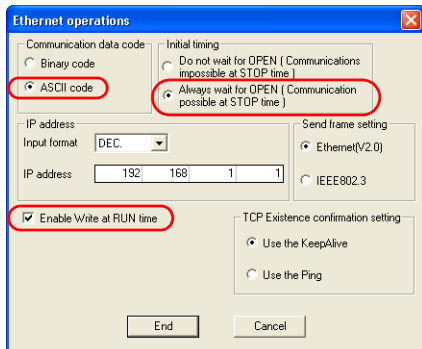 Ethernet operations
Communication data code
Binary code
ASCII code
Initial timing
Do not wait for OPEN ( Communications
impossible at STOP time )
Always wait for OPEN ( Communication
possible at STOP time )
IP address
Input format DEC.
IP address 192 168 1 1
Send frame setting
Ethernet(V2.0)
IEEE802.3
Enable Write at RUN time
TCP Existence confirmation setting
Use the KeepAlive
Use the Ping
End Cancel